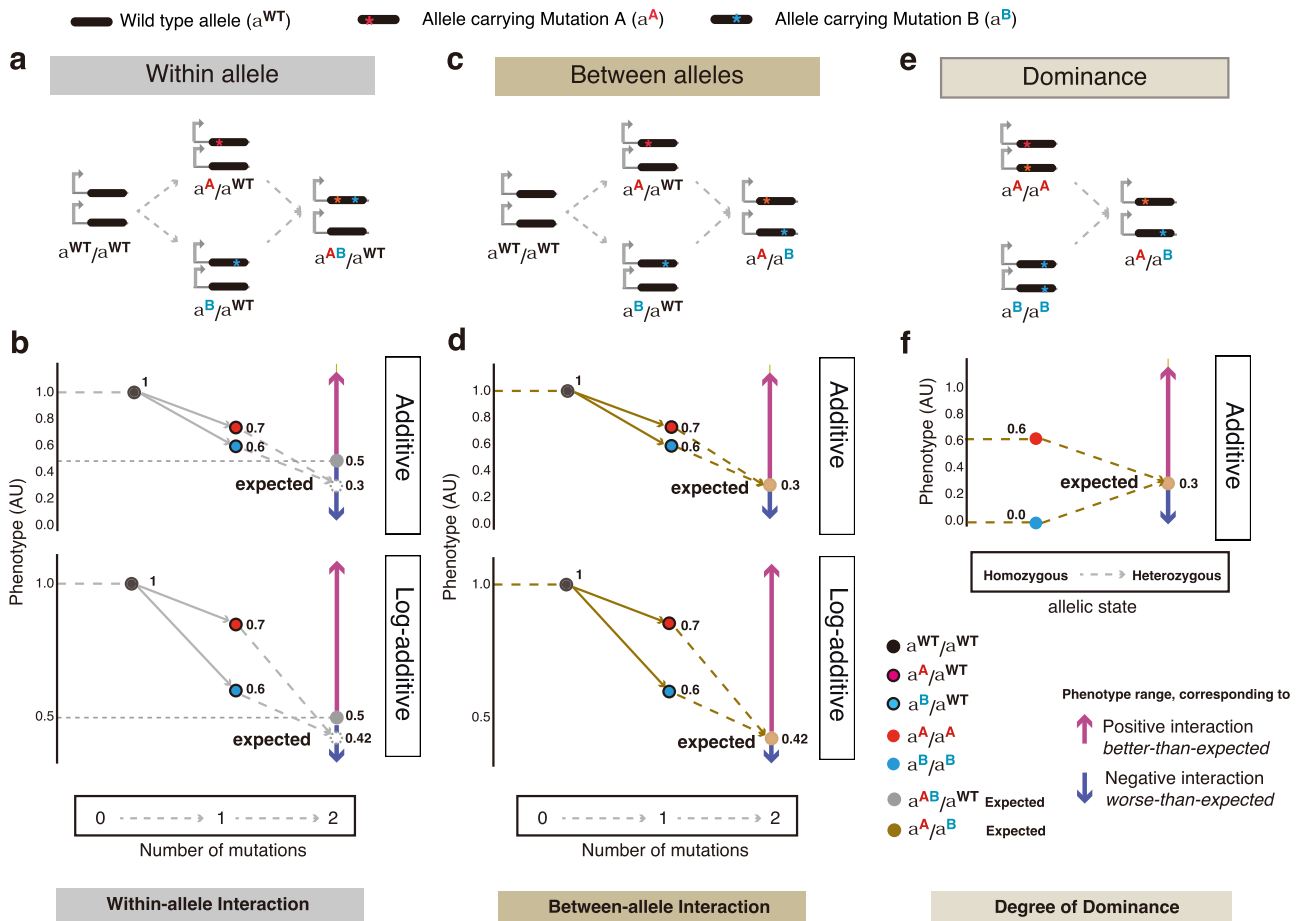 Wild type allele (aWT)
Allele carrying Mutation A (aA)
Allele carrying Mutation B (aB)
a
Within allele
aWT/aWT
aA/aWT
aB/aWT
aAB/aWT
c
Between alleles
aWT/aWT
aA/aWT
aB/aWT
aA/aB
e
Dominance
aA/aA
aB/aB
aA/aB
b
Phenotype (AU)
1.0
0.8
0.6
0.4
0.2
0.0
1
0.7
0.6
0.5
expected
0.3
Additive
1.0
0.5
1
0.7
0.6
0.5
expected
0.42
Log-additive
0 1 2
Number of mutations
Within-allele Interaction
d
Phenotype (AU)
1.0
0.8
0.6
0.4
0.2
0.0
1
0.7
0.6
expected
0.3
Additive
1.0
0.5
1
0.7
0.6
expected
0.42
Log-additive
0 1 2
Number of mutations
Between-allele Interaction
f
Phenotype (AU)
1.0
0.8
0.6
0.4
0.2
0.0
0.6
0.0
expected
0.3
Additive
Homozygous Heterozygous
allelic state
aWT/aWT
aA/aWT
aB/aWT
aA/aA
aB/aB
aAB/aWT Expected
aA/aB Expected
Phenotype range, corresponding to
Positive interaction
better-than-expected
Negative interaction
worse-than-expected
Degree of Dominance